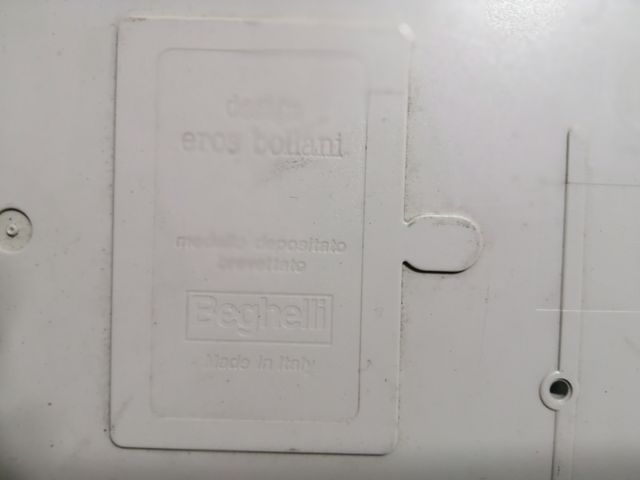 design
eros bollani
modello depositato
brevettato
Beghelli
Made in Italy